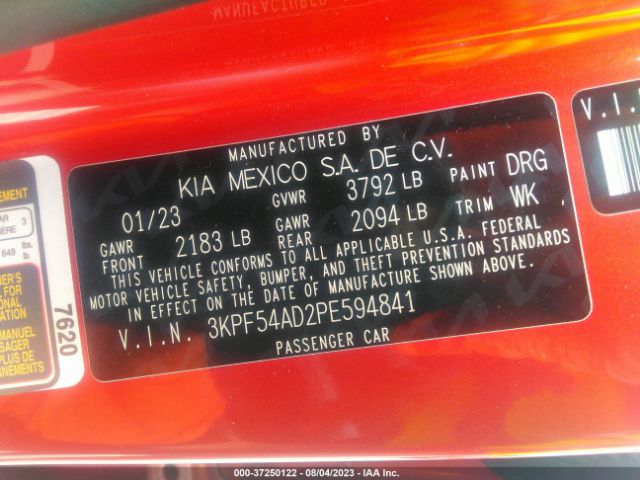 MANUFACTURED BY
KIA MEXICO S.A. DE C.V.
01/23 GVWR 3792 LB PAINT DRG
GAWR FRONT 2183 LB GAWR REAR 2094 LB TRIM WK
THIS VEHICLE CONFORMS TO ALL APPLICABLE U.S.A. FEDERAL
MOTOR VEHICLE SAFETY, BUMPER, AND THEFT PREVENTION STANDARDS
IN EFFECT ON THE DATE OF MANUFACTURE SHOWN ABOVE.
V.I.N. 3KPF54AD2PE594841
PASSENGER CAR
7620
849 lbs.
3
000-37250122 - 08/04/2023 - IAA Inc.